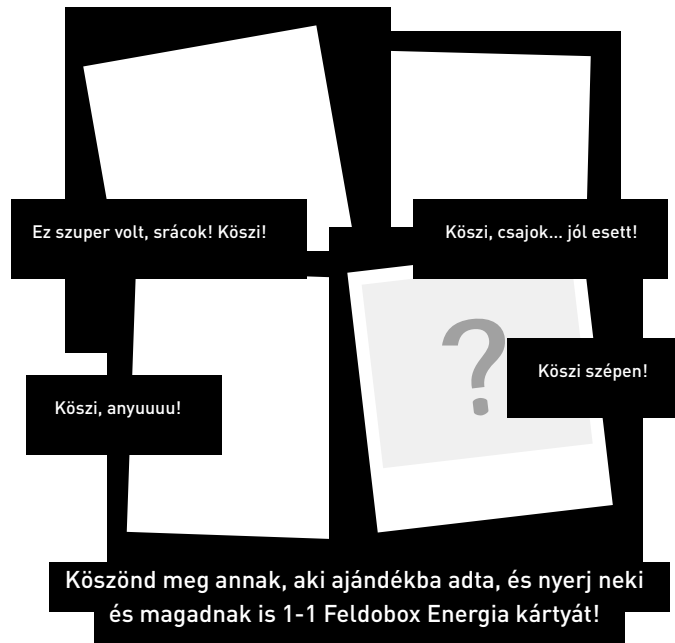 Ez szuper volt, srácok! Köszi!
Köszi, csajok... jól esett!
?
Köszi szépen!
Köszi, anyuuuu!
Köszönd meg annak, aki ajándékba adta, és nyerj neki
és magadnak is 1-1 Feldobox Energia kártyát!